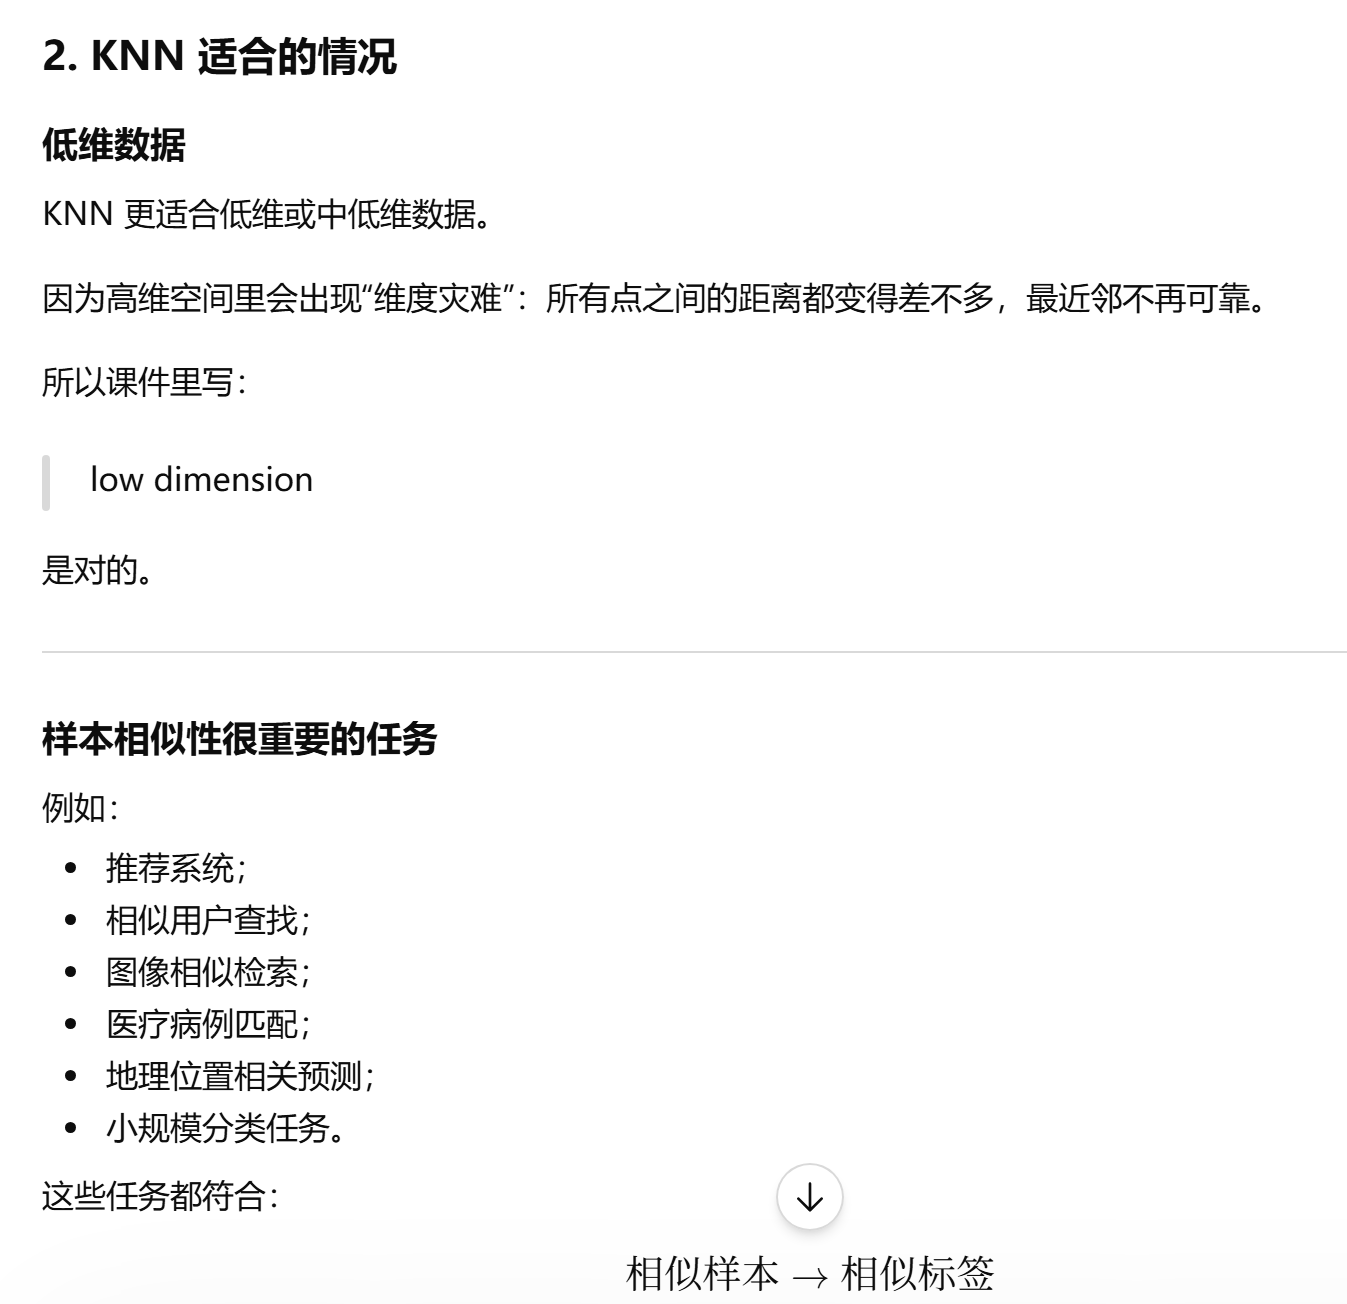 2. KNN 适合的情况
低维数据
KNN 更适合低维或中低维数据。
因为高维空间里会出现“维度灾难”：所有点之间的距离都变得差不多，最近邻不再可靠。
所以课件里写：
low dimension
是对的。
样本相似性很重要的任务
例如：
• 推荐系统；
• 相似用户查找；
• 图像相似检索；
• 医疗病例匹配；
• 地理位置相关预测；
• 小规模分类任务。
这些任务都符合：
相似样本 → 相似标签